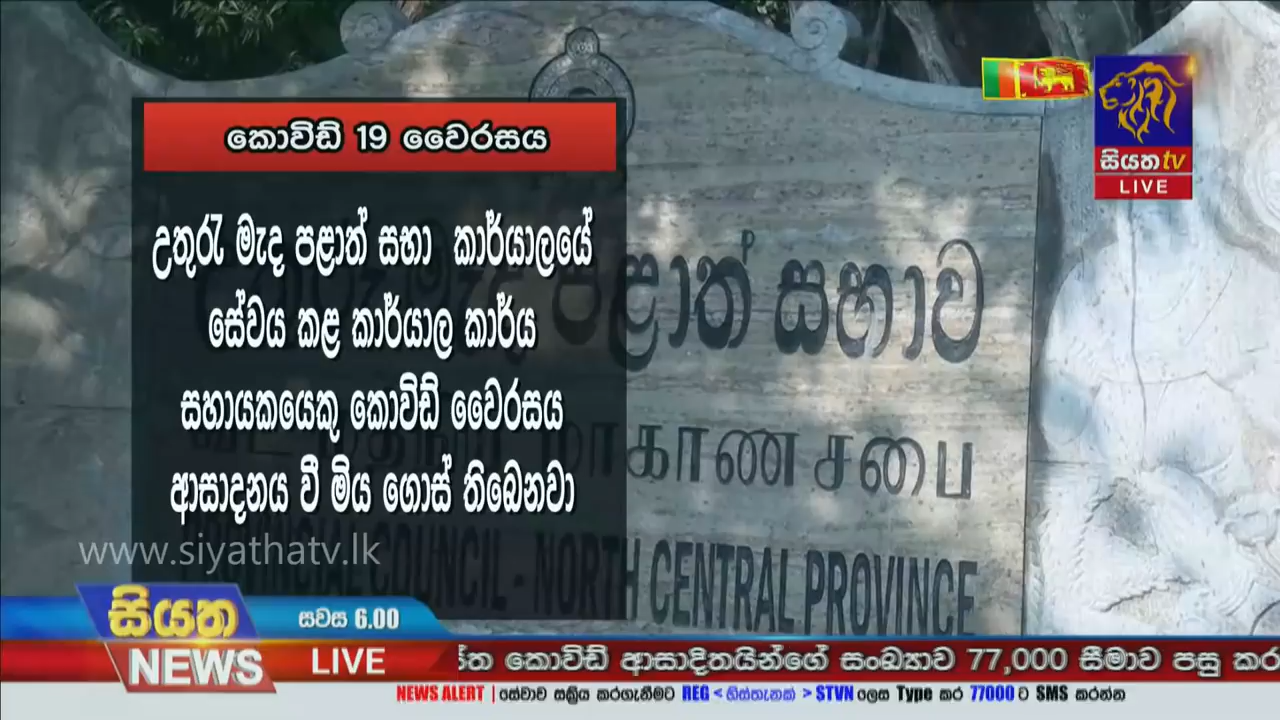 කොවිඩ් 19 වෛරසය
සියත tv
LIVE
උතුරැ මැද පළාත් සභා කාර්යාලයේ
සේවය කළ කාර්යාල කාර්ය
සහායකයෙකු කොවිඩ් වෛරසය
ආසාදනය වී මිය ගොස් තිබෙනවා
පළාත් සභාව
மாகாண சபை
PROVINCIAL COUNCIL - NORTH CENTRAL PROVINCE
www.siyathatv.lk
සියත
NEWS
සවස 6.00
LIVE
කොවිඩ් ආසාදිතයින්ගේ සංඛ්‍යාව 77,000 සීමාව පසු කර
NEWS ALERT | සේවාව සක්‍රීය කරගැනීමට REG < හිස්තැනක් > STVN ලෙස Type කර 77000 ට SMS කරන්න